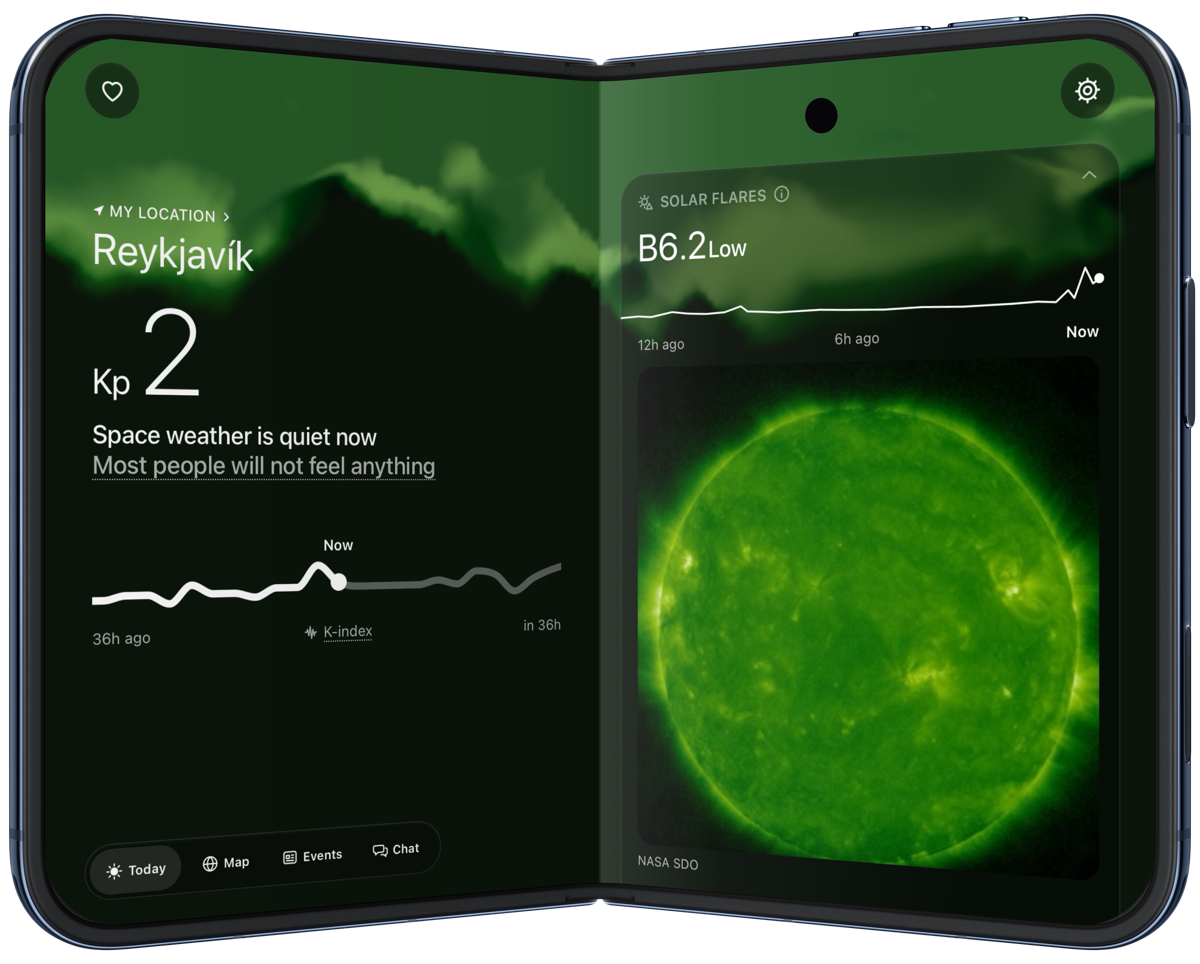 MY LOCATION
Reykjavík
Kp 2
Space weather is quiet now
Most people will not feel anything
Now
36h ago
K-index
in 36h
Today
Map
Events
Chat
SOLAR FLARES
B6.2 Low
12h ago
6h ago
Now
NASA SDO